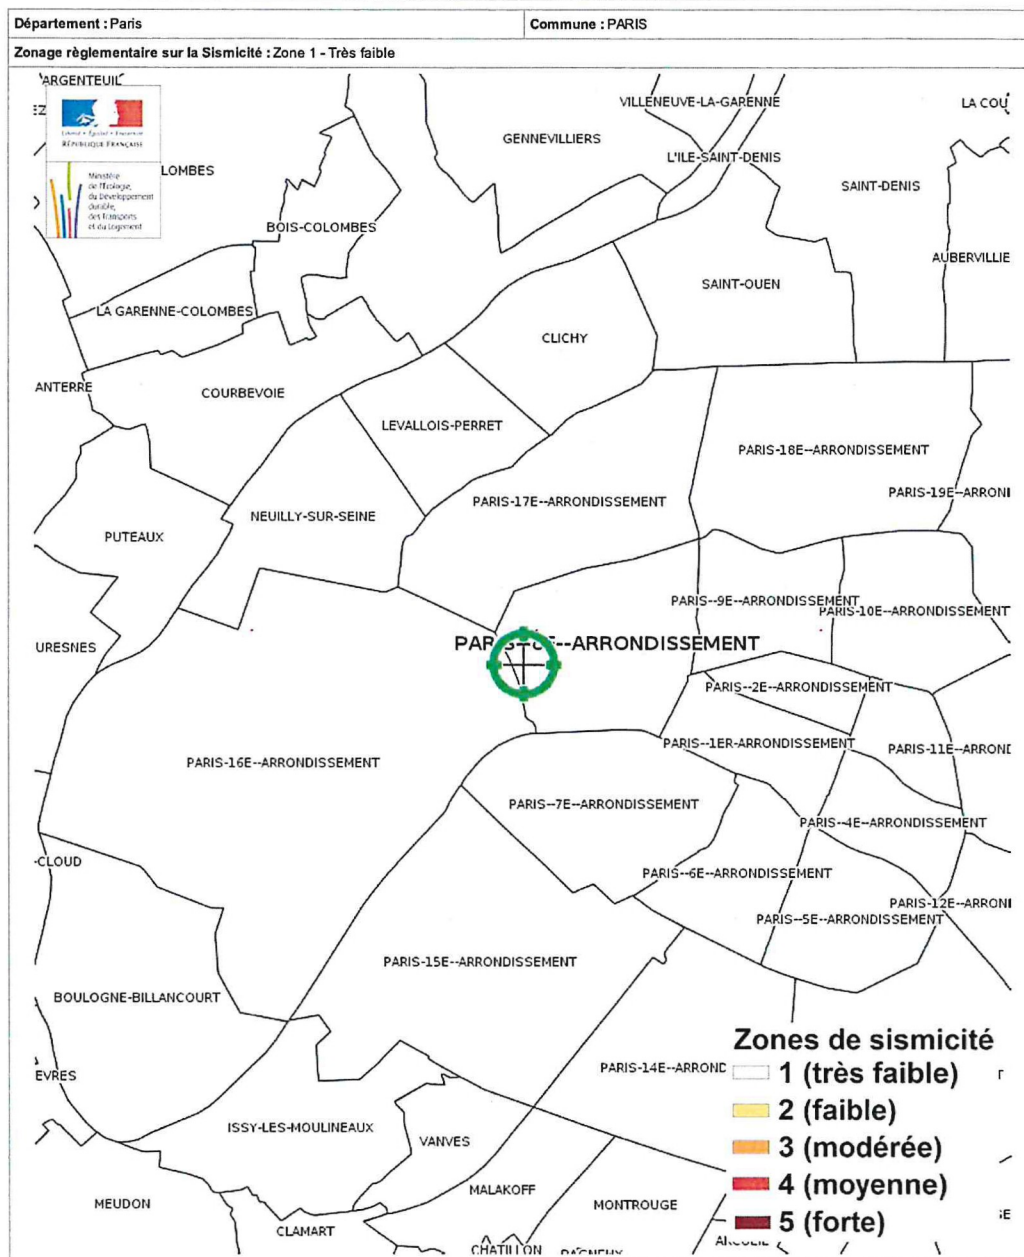 Département : Paris
Commune : PARIS
Zonage règlementaire sur la Sismicité : Zone 1 - Très faible
ARGENTEUIL
VILLENEUVE-LA-GARENNE
LA COU
GENNEVILLIERS
RÉPUBLIQUE FRANÇAISE
L'ILE-SAINT-DENIS
LOMBES
Ministère
de l'Écologie,
du Développement
durable,
des Transports
et du Logement
SAINT-DENIS
BOIS-COLOMBES
AUBERVILLIE
SAINT-OUEN
LA GARENNE-COLOMBES
CLICHY
ANTERRE
COURBEVOIE
LEVALLOIS-PERRET
PARIS-18E--ARRONDISSEMENT
PARIS-19E--ARRONI
PARIS-17E--ARRONDISSEMENT
NEUILLY-SUR-SEINE
PUTEAUX
PARIS--9E--ARRONDISSEMENT
PARIS-10E--ARRONDISSEMENT
URESNES
PARIS--8E--ARRONDISSEMENT
PARIS--2E--ARRONDISSEMENT
PARIS--1ER-ARRONDISSEMENT
PARIS-11E--ARROND
PARIS-16E--ARRONDISSEMENT
PARIS--7E--ARRONDISSEMENT
PARIS--4E--ARRONDISSEMENT
-CLOUD
PARIS--6E--ARRONDISSEMENT
PARIS-12E--ARRONI
PARIS--5E--ARRONDISSEMENT
PARIS-15E--ARRONDISSEMENT
BOULOGNE-BILLANCOURT
Zones de sismicité
PARIS-14E--ARROND
1 (très faible)
EVRES
2 (faible)
ISSY-LES-MOULINEAUX
VANVES
3 (modérée)
MALAKOFF
4 (moyenne)
MEUDON
MONTROUGE
5 (forte)
CLAMART
CHATILLON
BAGNEUX
ARCUEIL